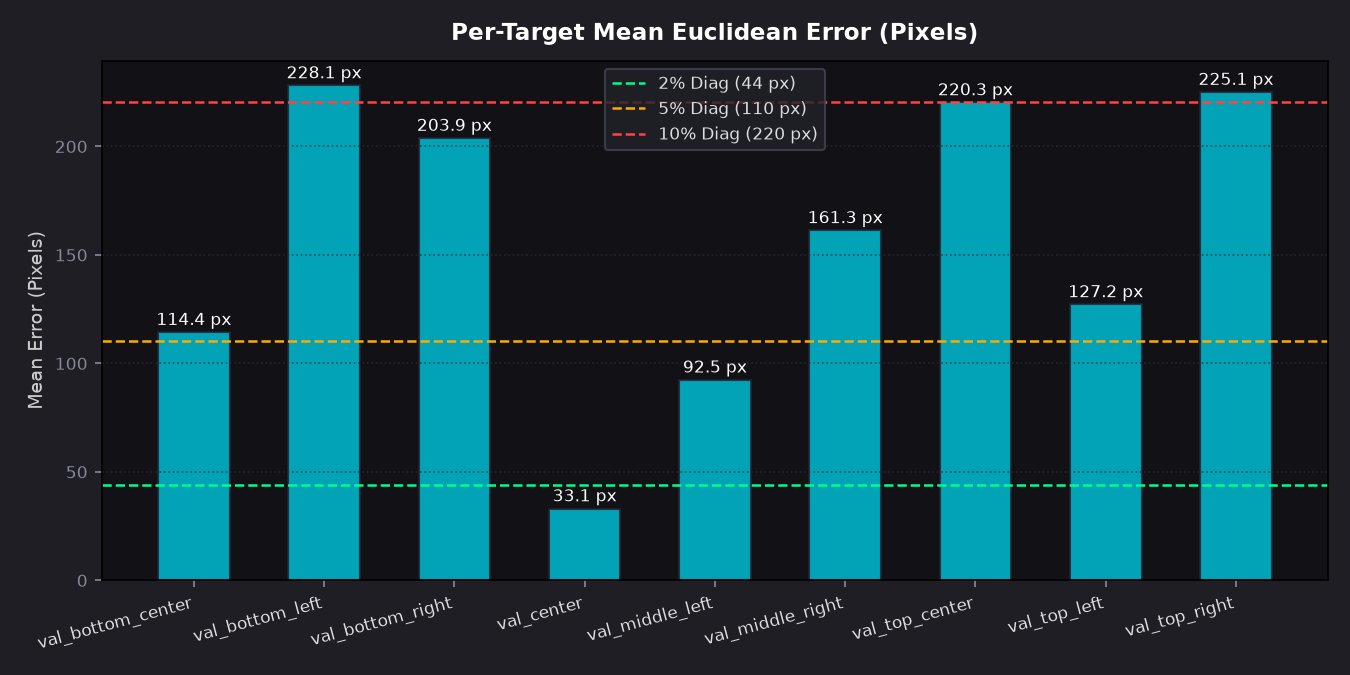 Per-Target Mean Euclidean Error (Pixels)
2% Diag (44 px)
5% Diag (110 px)
10% Diag (220 px)
Mean Error (Pixels)
200
150
100
50
0
114.4 px
228.1 px
203.9 px
33.1 px
92.5 px
161.3 px
220.3 px
127.2 px
225.1 px
val_bottom_center
val_bottom_left
val_bottom_right
val_center
val_middle_left
val_middle_right
val_top_center
val_top_left
val_top_right